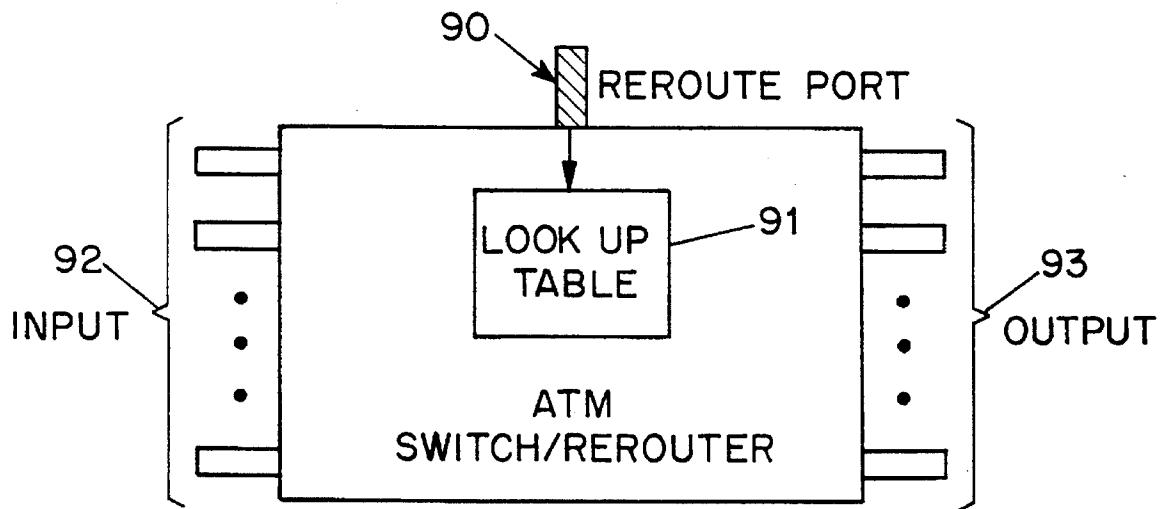 90
REROUTE PORT
LOOK UP
TABLE
91
92
INPUT
93
OUTPUT
ATM
SWITCH/REROUTER